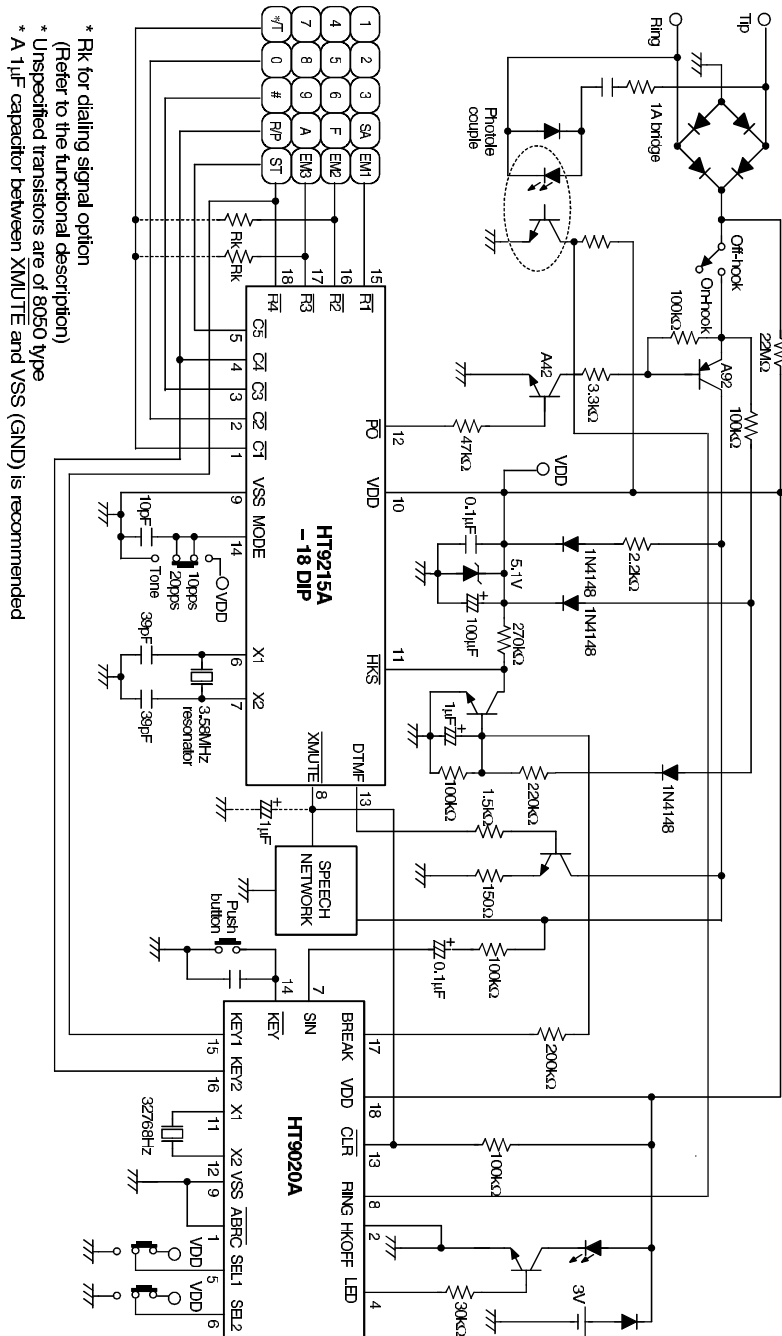 Tip
Ring
1A bridge
Photole
couple
Off-hook
On-hook
22MΩ
100kΩ
A92
100kΩ
3.3kΩ
A42
47kΩ
VDD
0.1μF
5.1V
100μF
1N4148
2.2kΩ
1N4148
270kΩ
1μF
100kΩ
220kΩ
1N4148
1.5kΩ
150Ω
100kΩ
0.1μF
200kΩ
100kΩ
30kΩ
3V
1 2 3 SA EM1
4 5 6 F EM2
7 8 9 A EM3
*/T 0 # R/P ST
Rk
Rk
15 R1
16 R2
17 R3
18 R4
5 C5
4 C4
3 C3
2 C2
1 C1
9 VSS
14 MODE
6 X1
7 X2
12 PO
10 VDD
11 HKS
13 DTMF
8 XMUTE
HT9215A
– 18 DIP
10pF
VDD
10pps
20pps
Tone
39pF
39pF
3.58MHz
resonator
1μF
SPEECH
NETWORK
Push
button
14 KEY
7 SIN
17 BREAK
18 VDD
13 CLR
8 RING
2 HKOFF
4 LED
HT9020A
15 KEY1
16 KEY2
11 X1
12 X2
9 VSS
1 ABRC
5 SEL1
6 SEL2
32768Hz
VDD
VDD
* Rk for dialing signal option
(Refer to the functional description)
* Unspecified transistors are of 8050 type
* A 1μF capacitor between XMUTE and VSS (GND) is recommended